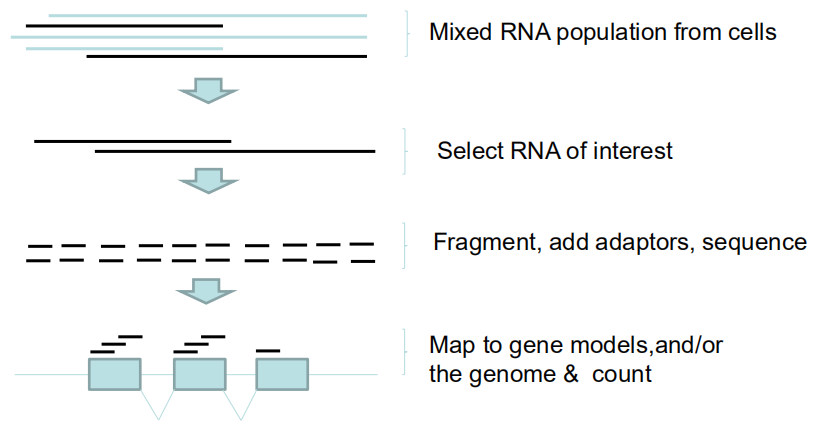 Mixed RNA population from cells
Select RNA of interest
Fragment, add adaptors, sequence
Map to gene models,and/or
the genome & count